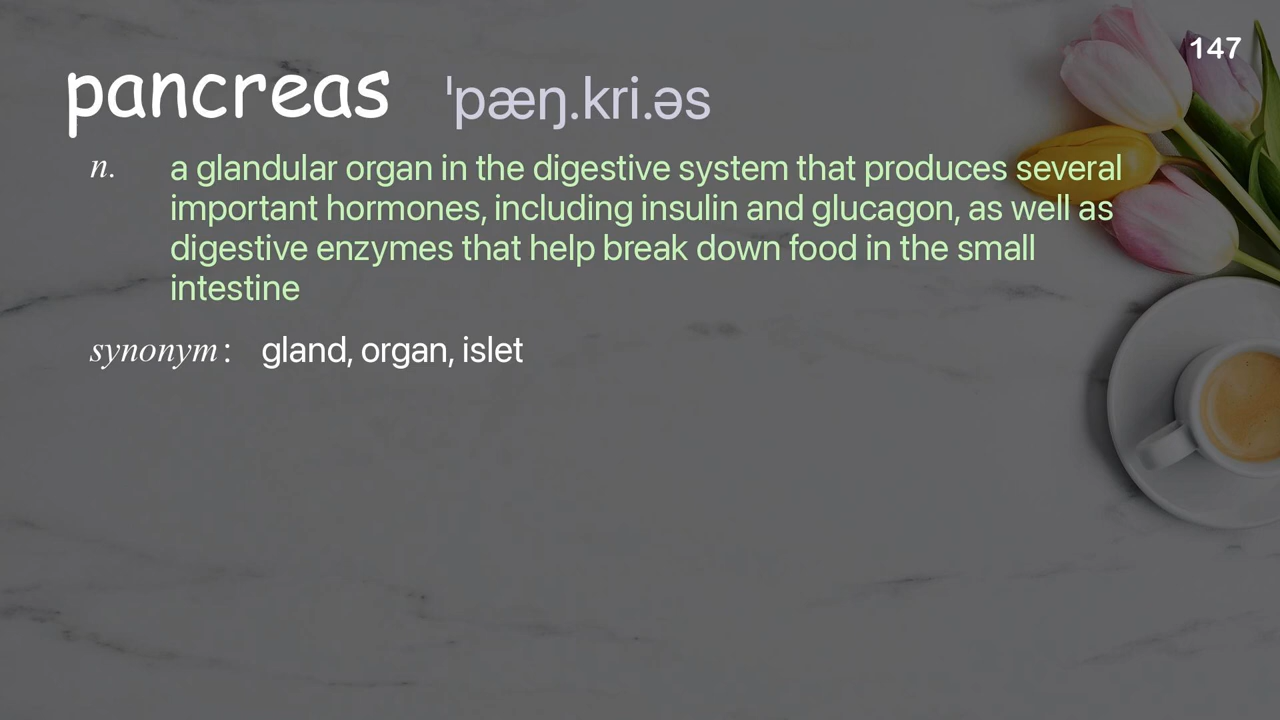 147
pancreas ˈpæŋ.kri.əs
n. a glandular organ in the digestive system that produces several
important hormones, including insulin and glucagon, as well as
digestive enzymes that help break down food in the small
intestine
synonym : gland, organ, islet